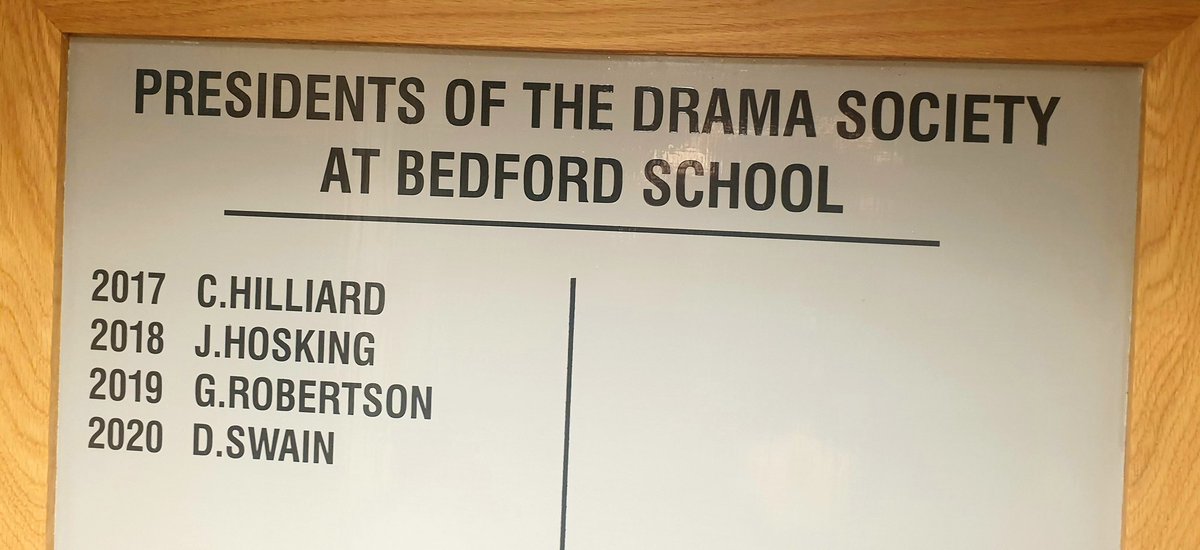 PRESIDENTS OF THE DRAMA SOCIETY
AT BEDFORD SCHOOL
2017 C.HILLIARD
2018 J.HOSKING
2019 G.ROBERTSON
2020 D.SWAIN